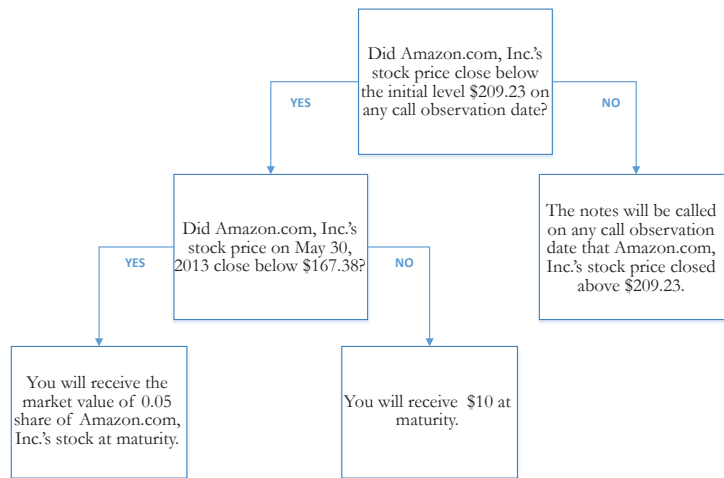 Did Amazon.com, Inc.'s
stock price close below
the initial level $209.23 on
any call observation date?
YES
NO
Did Amazon.com, Inc.'s
stock price on May 30,
2013 close below $167.38?
The notes will be called
on any call observation
date that Amazon.com,
Inc.'s stock price closed
above $209.23.
YES
NO
You will receive the
market value of 0.05
share of Amazon.com,
Inc.'s stock at maturity.
You will receive $10 at
maturity.